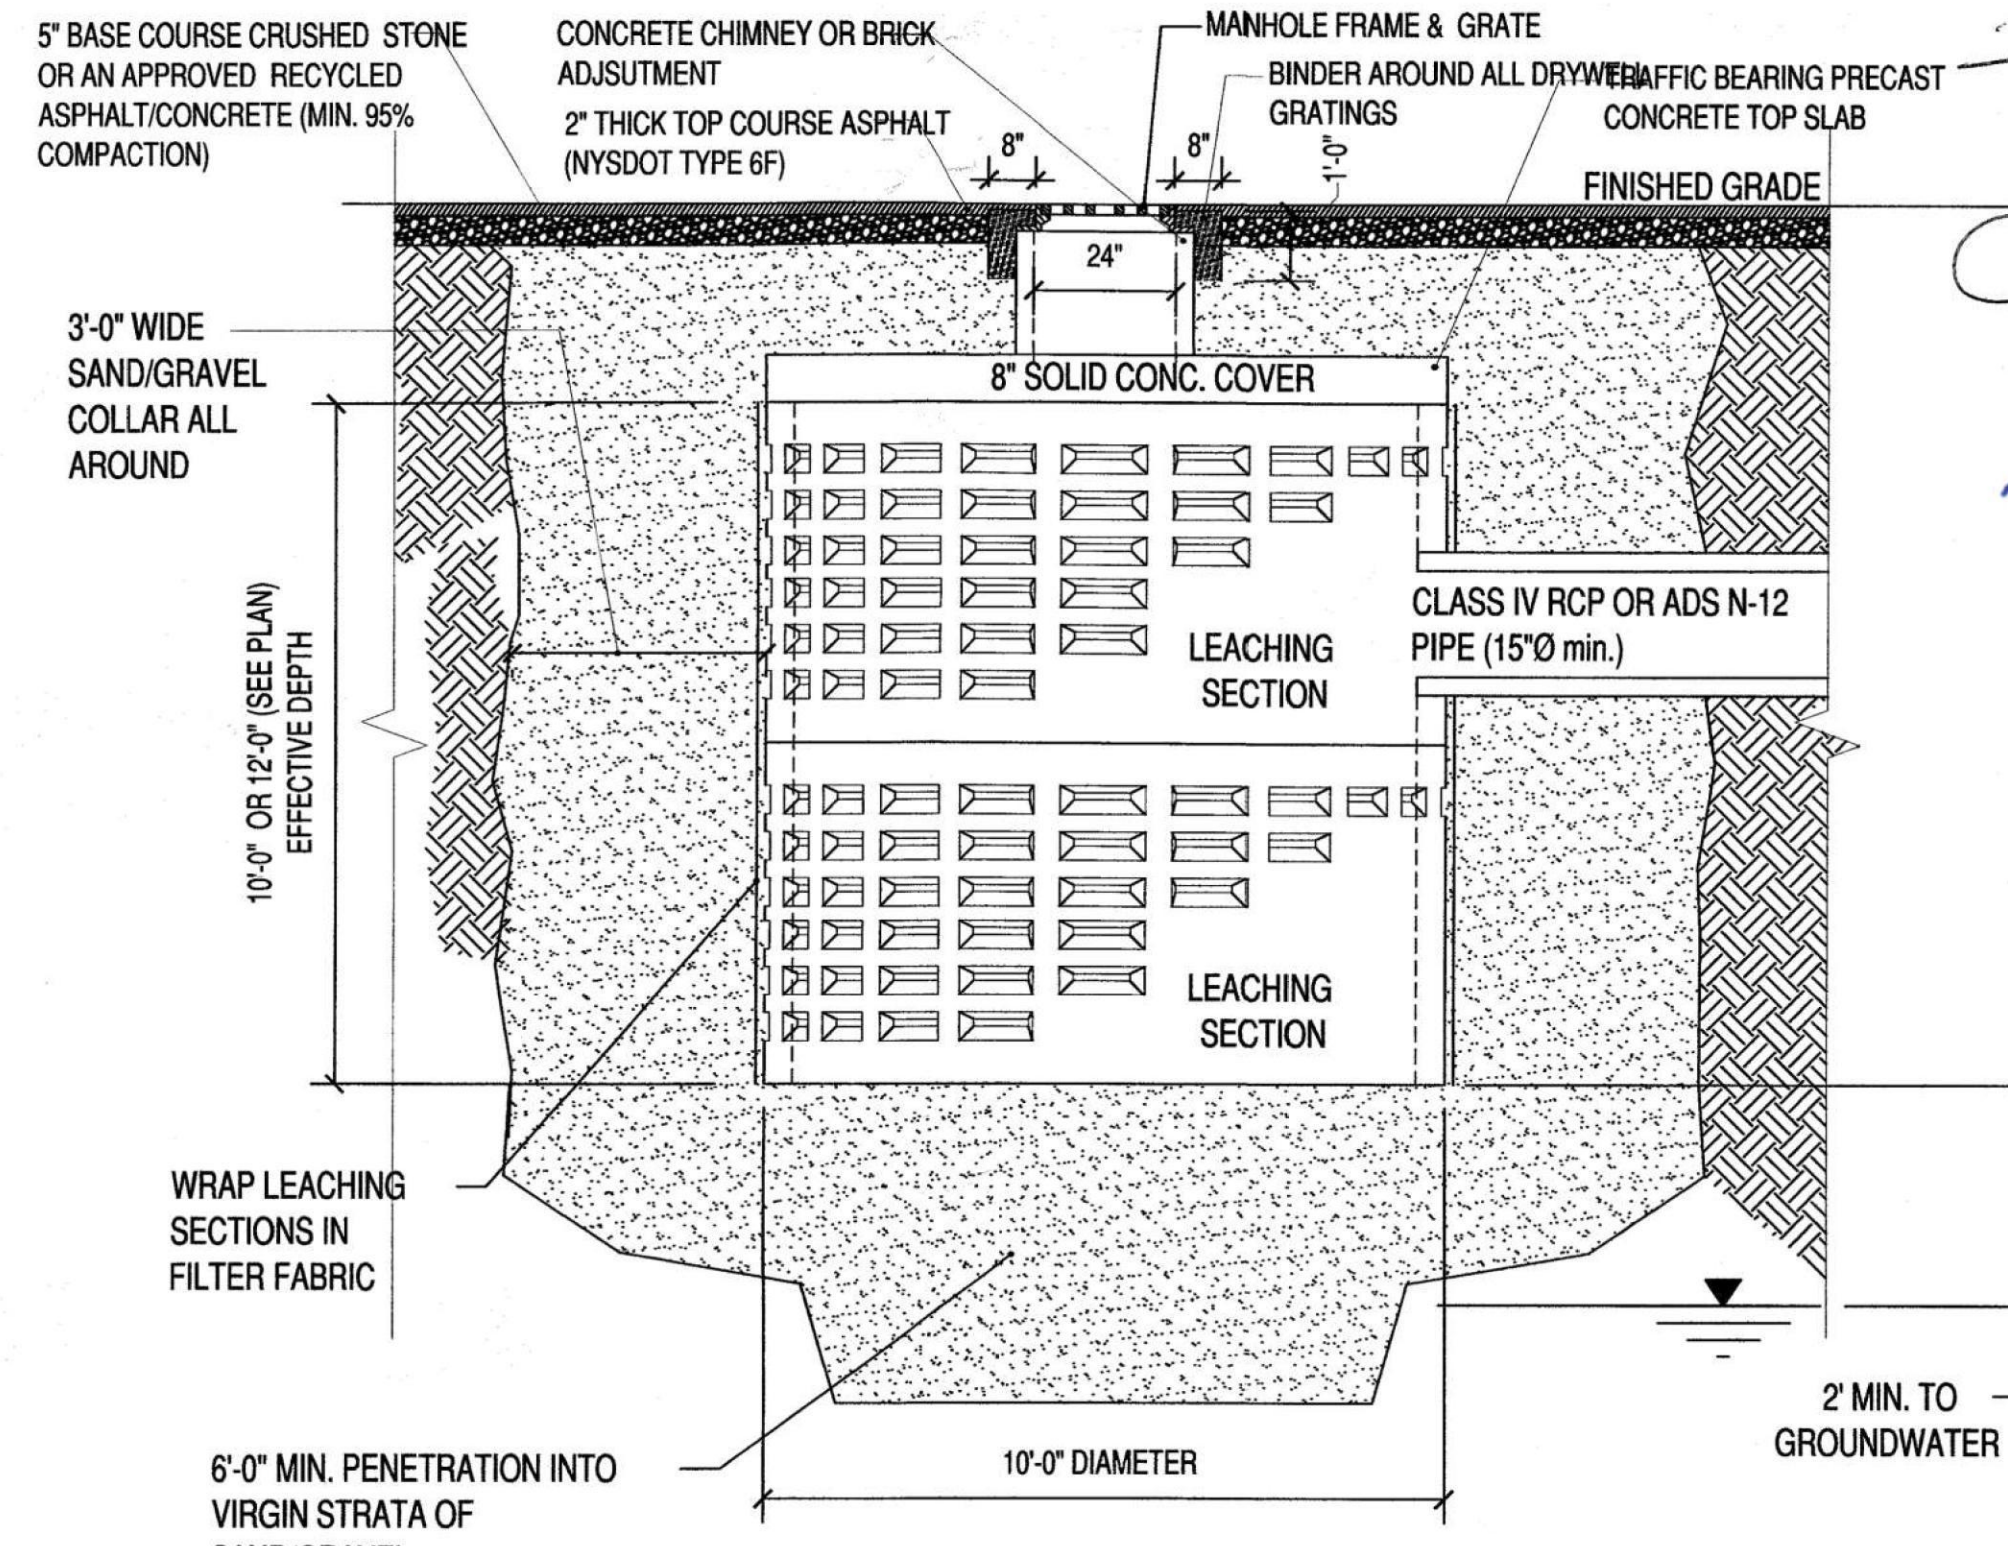 5" BASE COURSE CRUSHED STONE
OR AN APPROVED RECYCLED
ASPHALT/CONCRETE (MIN. 95%
COMPACTION)
CONCRETE CHIMNEY OR BRICK
ADJSUTMENT
2" THICK TOP COURSE ASPHALT
(NYSDOT TYPE 6F)
MANHOLE FRAME & GRATE
BINDER AROUND ALL DRYWELL
GRATINGS
TRAFFIC BEARING PRECAST
CONCRETE TOP SLAB
8"
8"
1'-0"
FINISHED GRADE
24"
3'-0" WIDE
SAND/GRAVEL
COLLAR ALL
AROUND
8" SOLID CONC. COVER
10'-0" OR 12'-0" (SEE PLAN)
EFFECTIVE DEPTH
LEACHING
SECTION
CLASS IV RCP OR ADS N-12
PIPE (15"Ø min.)
LEACHING
SECTION
WRAP LEACHING
SECTIONS IN
FILTER FABRIC
2' MIN. TO
GROUNDWATER
6'-0" MIN. PENETRATION INTO
VIRGIN STRATA OF
10'-0" DIAMETER